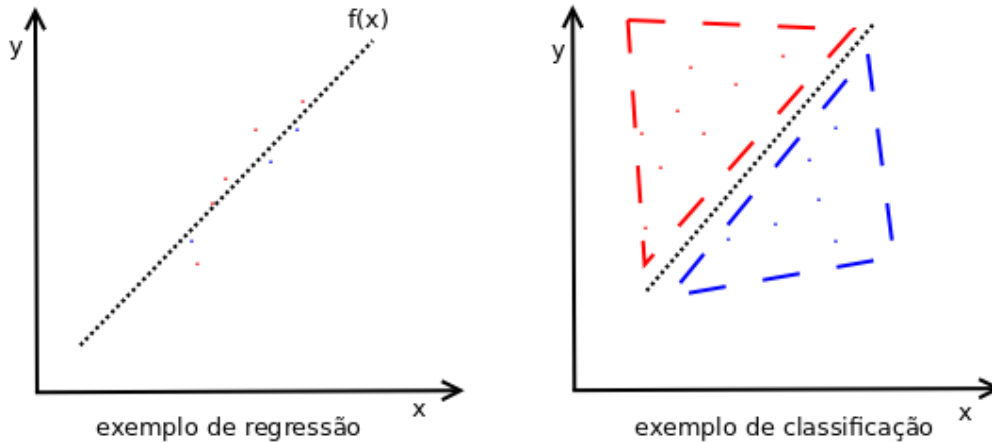 f(x)
y
x
exemplo de regressão
y
x
exemplo de classificação